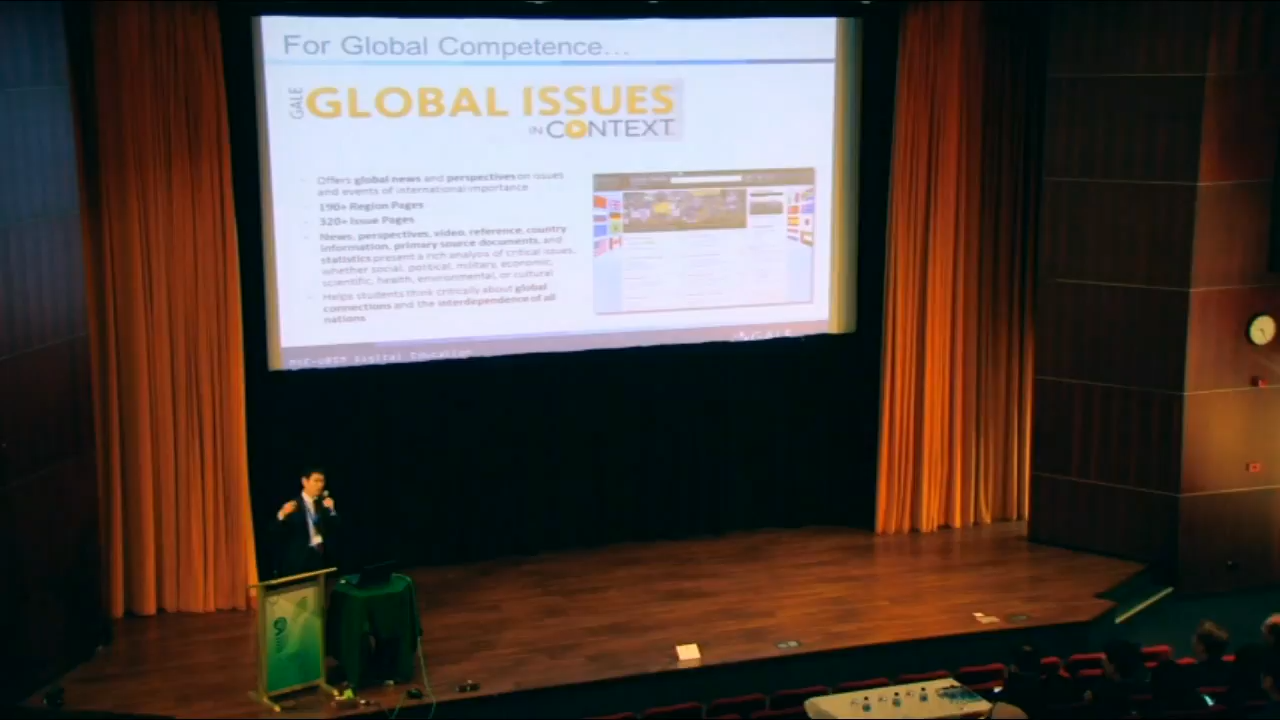 For Global Competence...
GALE
GLOBAL ISSUES
IN CONTEXT
Offers global news and perspectives on issues
and events of international importance
190+ Region Pages
320+ Issue Pages
News, perspectives, video, reference, country
information, primary source documents, and
statistics present a rich analysis of critical issues,
whether social, political, military, economic,
scientific, health, environmental, or cultural
Helps students think critically about global
connections and the interdependence of all
nations
GALE
Digital Education